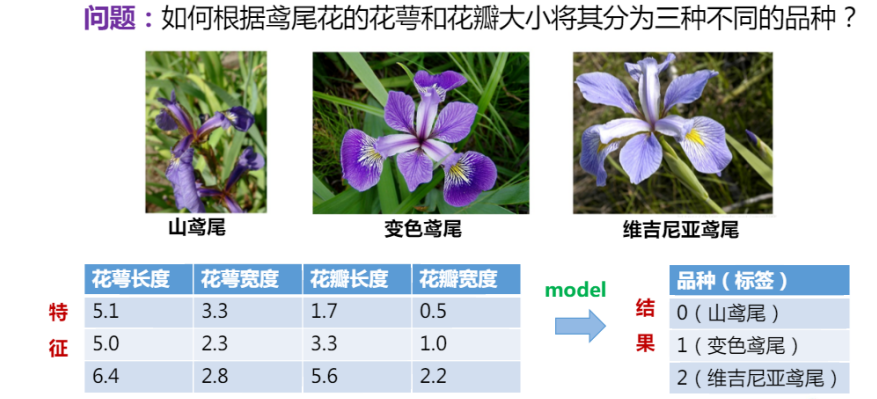 问题：如何根据鸢尾花的花萼和花瓣大小将其分为三种不同的品种？
山鸢尾 变色鸢尾 维吉尼亚鸢尾
花萼长度 花萼宽度 花瓣长度 花瓣宽度
5.1 3.3 1.7 0.5
5.0 2.3 3.3 1.0
6.4 2.8 5.6 2.2
特征
model
结果
品种（标签）
0（山鸢尾）
1（变色鸢尾）
2（维吉尼亚鸢尾）